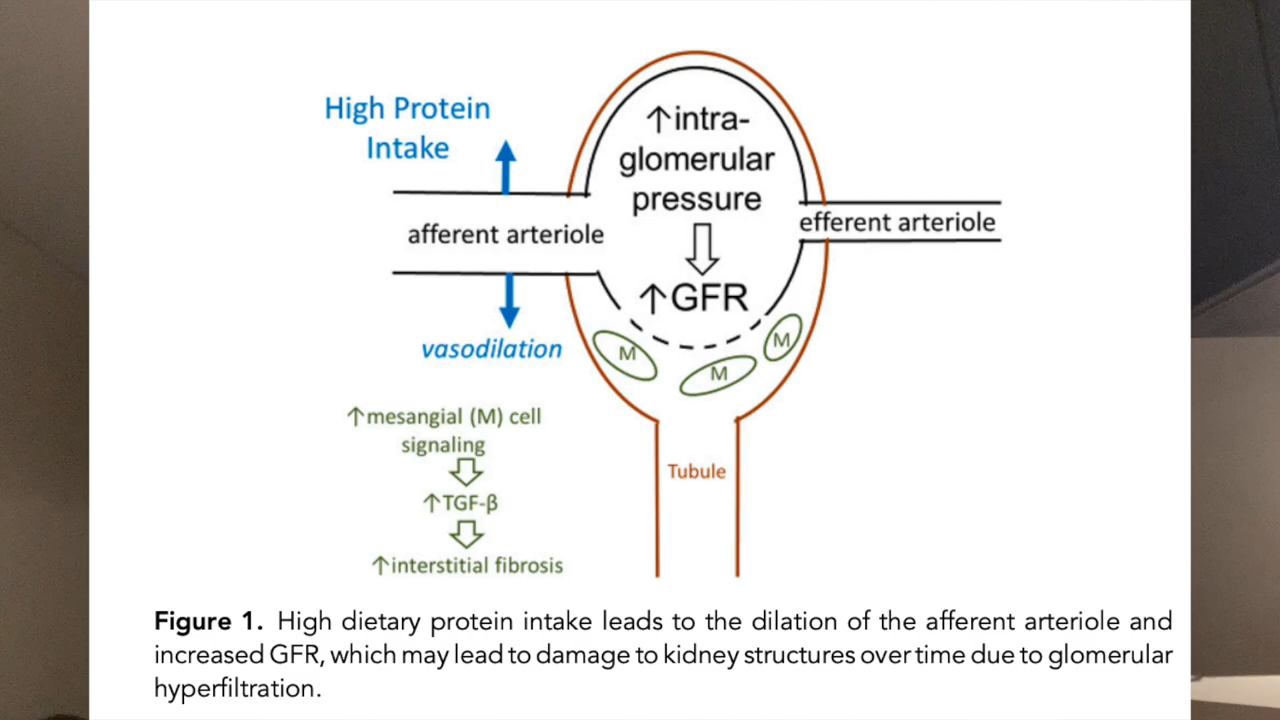 High Protein
Intake
↑intra-
glomerular
pressure
afferent arteriole
efferent arteriole
↑GFR
vasodilation
M
M
M
↑mesangial (M) cell
signaling
↑TGF-β
↑interstitial fibrosis
Tubule
Figure 1. High dietary protein intake leads to the dilation of the afferent arteriole and
increased GFR, which may lead to damage to kidney structures over time due to glomerular
hyperfiltration.